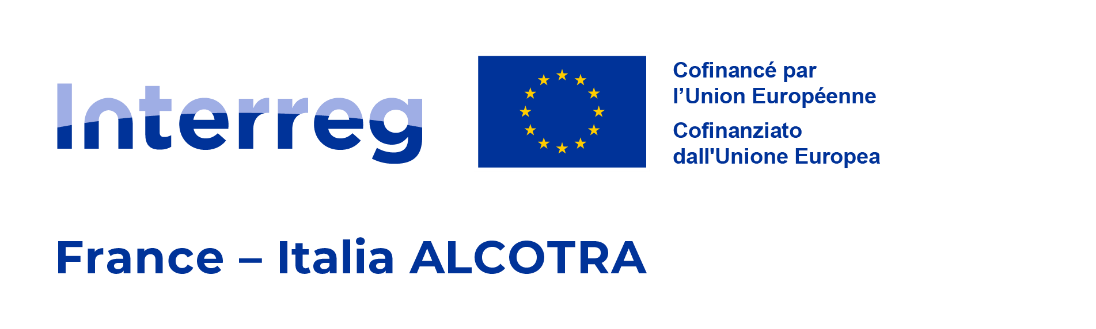 Interreg
Cofinancé par
l’Union Européenne
Cofinanziato
dall'Unione Europea
France – Italia ALCOTRA